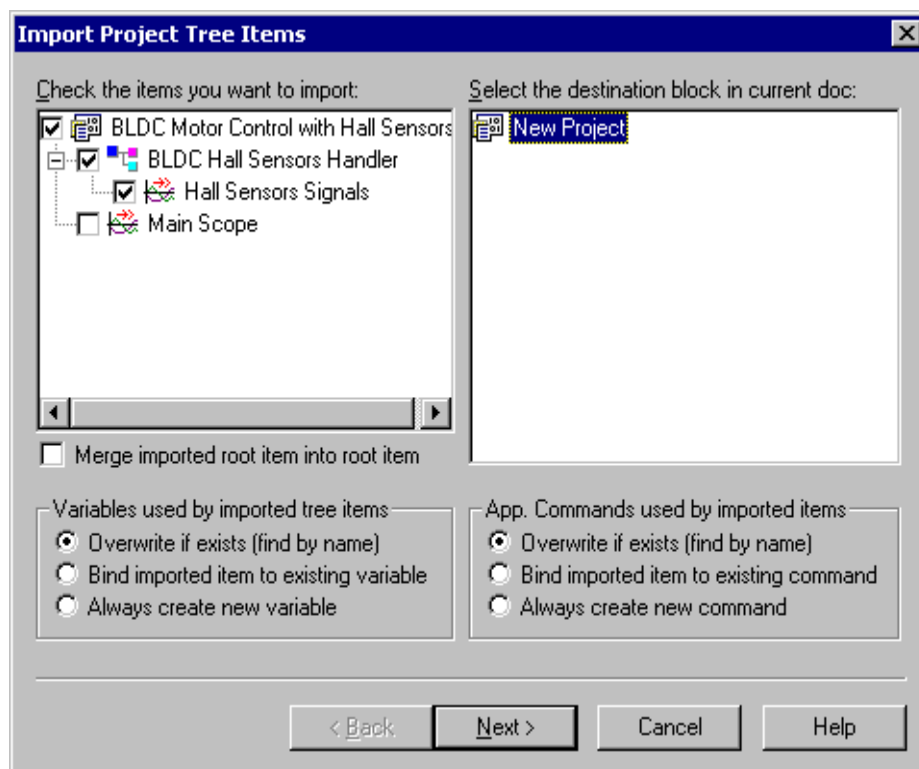 Import Project Tree Items
Check the items you want to import:
BLDC Motor Control with Hall Sensors
BLDC Hall Sensors Handler
Hall Sensors Signals
Main Scope
Merge imported root item into root item
Select the destination block in current doc:
New Project
Variables used by imported tree items
Overwrite if exists (find by name)
Bind imported item to existing variable
Always create new variable
App. Commands used by imported items
Overwrite if exists (find by name)
Bind imported item to existing command
Always create new command
< Back
Next >
Cancel
Help